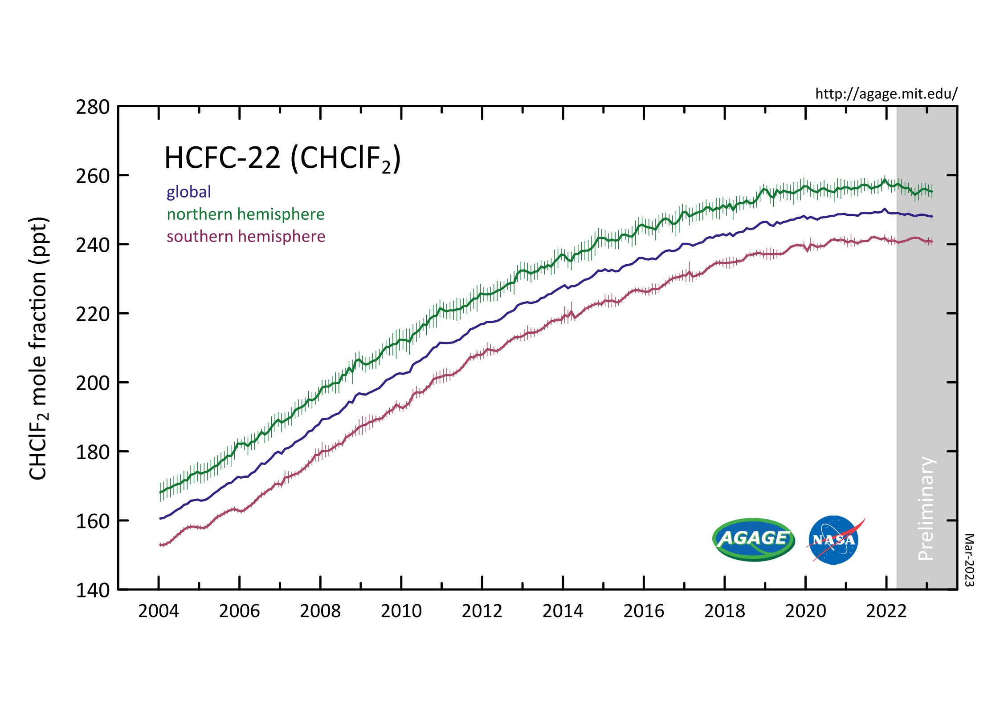 http://agage.mit.edu/
HCFC-22 (CHClF₂)
global
northern hemisphere
southern hemisphere
CHClF₂ mole fraction (ppt)
280
260
240
220
200
180
160
140
2004 2006 2008 2010 2012 2014 2016 2018 2020 2022
AGAGE
NASA
Preliminary
Mar-2023